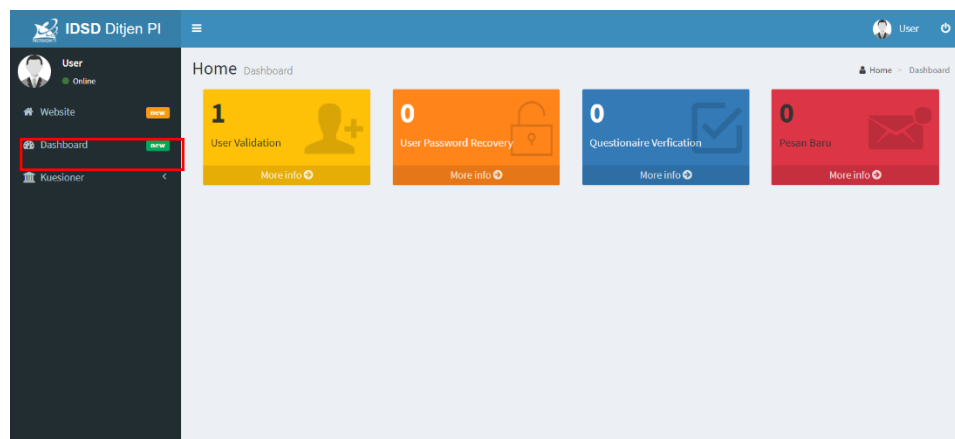 IDSD Ditjen PI
User
User
Online
Home Dashboard
Home > Dashboard
Website new
Dashboard new
Kuesioner
1
User Validation
More info
0
User Password Recovery
More info
0
Questionaire Verfication
More info
0
Pesan Baru
More info